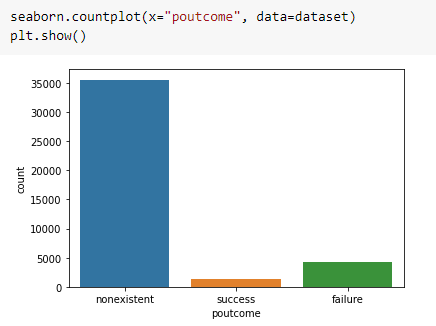 seaborn.countplot(x="poutcome", data=dataset)
plt.show()
35000
30000
25000
20000
15000
10000
5000
0
count
nonexistent success failure
poutcome